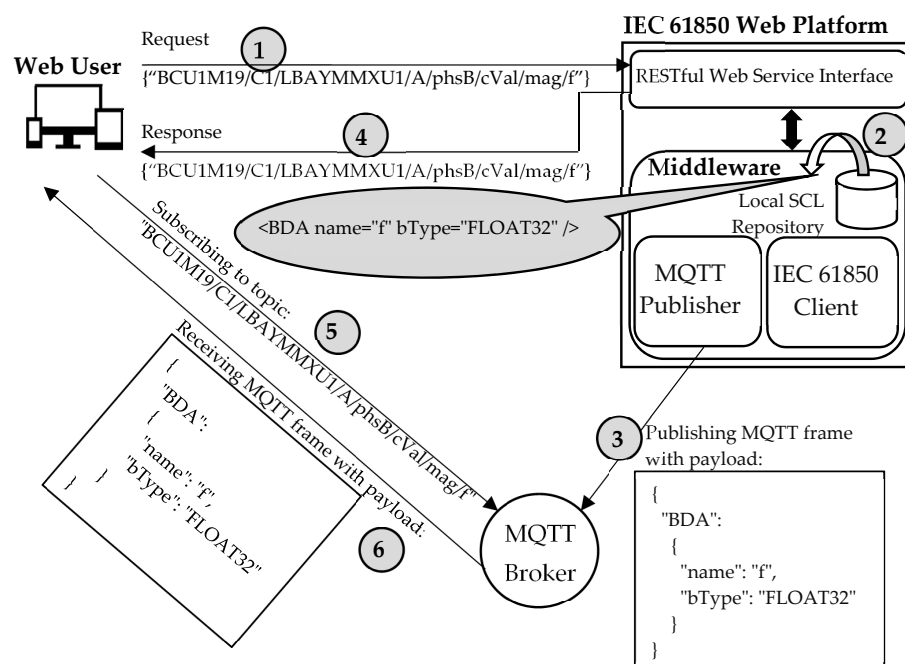 IEC 61850 Web Platform
Request
1
Web User
{“BCU1M19/C1/LBAYMMXU1/A/phsB/cVal/mag/f”}
RESTful Web Service Interface
Response
4
2
{“BCU1M19/C1/LBAYMMXU1/A/phsB/cVal/mag/f”}
Middleware
Local SCL
Repository
<BDA name="f" bType="FLOAT32" />
MQTT
Publisher
IEC 61850
Client
Subscribing to topic:
"BCU1M19/C1/LBAYMMXU1/A/phsB/cVal/mag/f"
5
Receiving MQTT frame with payload:
6
{
"BDA":
{
"name": "f",
"bType": "FLOAT32"
}
}
3
Publishing MQTT frame
with payload:
{
"BDA":
{
"name": "f",
"bType": "FLOAT32"
}
}
MQTT
Broker